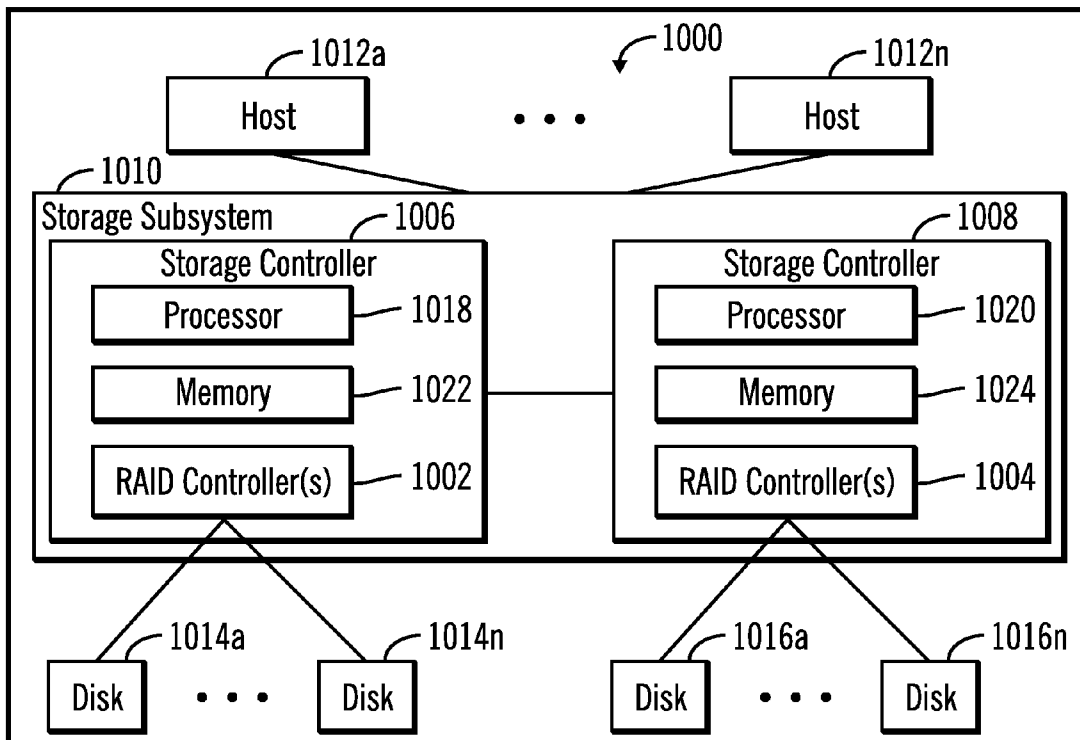 1000
1012a
1012n
Host
• • •
Host
1010
Storage Subsystem
1006
1008
Storage Controller
Storage Controller
Processor
1018
Processor
1020
Memory
1022
Memory
1024
RAID Controller(s)
1002
RAID Controller(s)
1004
1014a
1014n
1016a
1016n
Disk
• • •
Disk
Disk
• • •
Disk